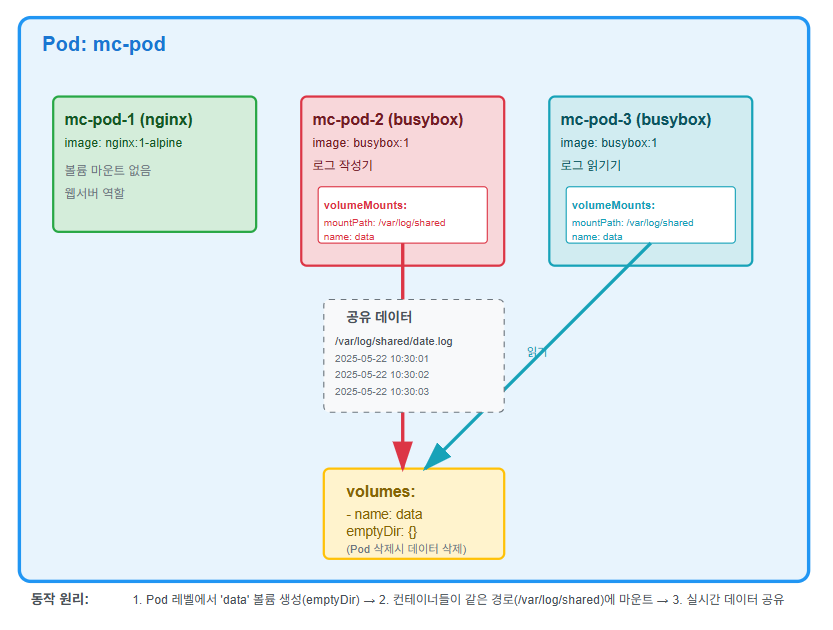 Pod: mc-pod
mc-pod-1 (nginx)
image: nginx:1-alpine
볼륨 마운트 없음
웹서버 역할
mc-pod-2 (busybox)
image: busybox:1
로그 작성기
volumeMounts:
mountPath: /var/log/shared
name: data
mc-pod-3 (busybox)
image: busybox:1
로그 읽기기
volumeMounts:
mountPath: /var/log/shared
name: data
공유 데이터
/var/log/shared/date.log
2025-05-22 10:30:01
2025-05-22 10:30:02
2025-05-22 10:30:03
읽기
volumes:
- name: data
emptyDir: {}
(Pod 삭제시 데이터 삭제)
동작 원리: 1. Pod 레벨에서 'data' 볼륨 생성(emptyDir) → 2. 컨테이너들이 같은 경로(/var/log/shared)에 마운트 → 3. 실시간 데이터 공유